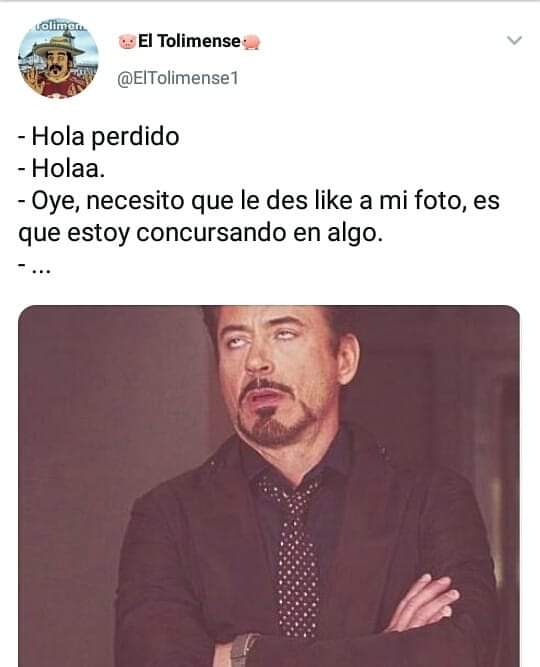 Tolimen
🐷El Tolimense🐖
@ElTolimense1
- Hola perdido
- Holaa.
- Oye, necesito que le des like a mi foto, es
que estoy concursando en algo.
- ...